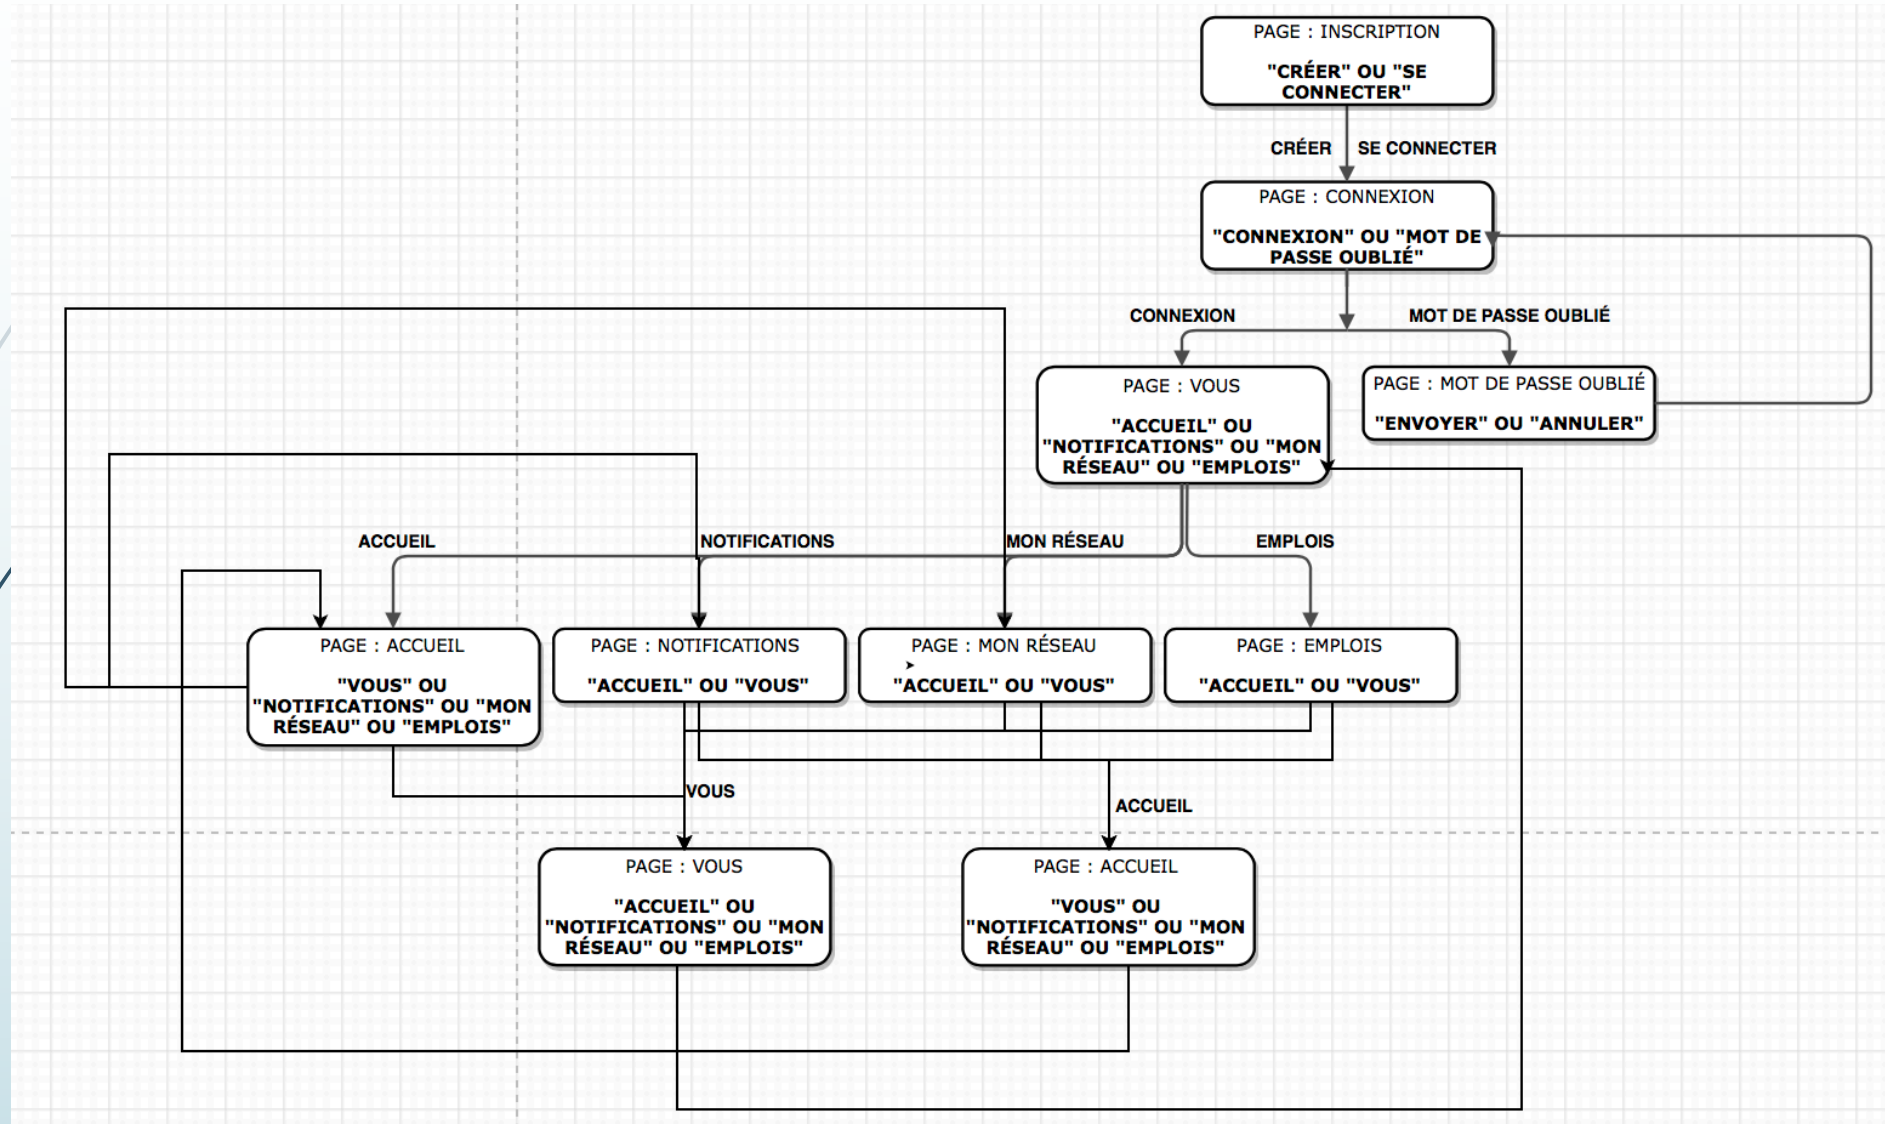 PAGE : INSCRIPTION
"CRÉER" OU "SE
CONNECTER"
CRÉER
SE CONNECTER
PAGE : CONNEXION
"CONNEXION" OU "MOT DE
PASSE OUBLIÉ"
CONNEXION
MOT DE PASSE OUBLIÉ
PAGE : VOUS
"ACCUEIL" OU
"NOTIFICATIONS" OU "MON
RÉSEAU" OU "EMPLOIS"
PAGE : MOT DE PASSE OUBLIÉ
"ENVOYER" OU "ANNULER"
ACCUEIL
NOTIFICATIONS
MON RÉSEAU
EMPLOIS
PAGE : ACCUEIL
"VOUS" OU
"NOTIFICATIONS" OU "MON
RÉSEAU" OU "EMPLOIS"
PAGE : NOTIFICATIONS
"ACCUEIL" OU "VOUS"
PAGE : MON RÉSEAU
"ACCUEIL" OU "VOUS"
PAGE : EMPLOIS
"ACCUEIL" OU "VOUS"
VOUS
ACCUEIL
PAGE : VOUS
"ACCUEIL" OU
"NOTIFICATIONS" OU "MON
RÉSEAU" OU "EMPLOIS"
PAGE : ACCUEIL
"VOUS" OU
"NOTIFICATIONS" OU "MON
RÉSEAU" OU "EMPLOIS"